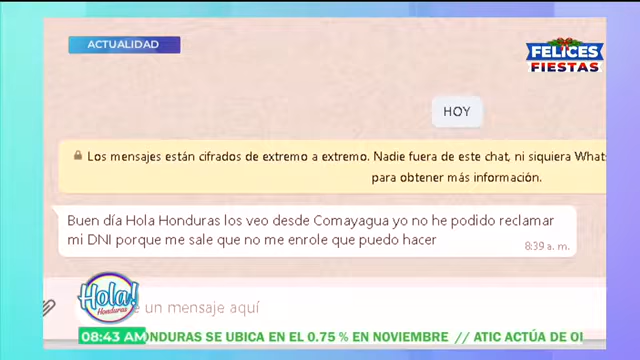 ACTUALIDAD
FELICES
FIESTAS
HOY
Los mensajes están cifrados de extremo a extremo. Nadie fuera de este chat, ni siquiera What
para obtener más información.
Buen día Hola Honduras los veo desde Comayagua yo no he podido reclamar
mi DNI porque me sale que no me enrole que puedo hacer
8:39 a. m.
Hola!
Honduras
e un mensaje aquí
08:43 AM ONDURAS SE UBICA EN EL 0.75 % EN NOVIEMBRE // ATIC ACTÚA DE